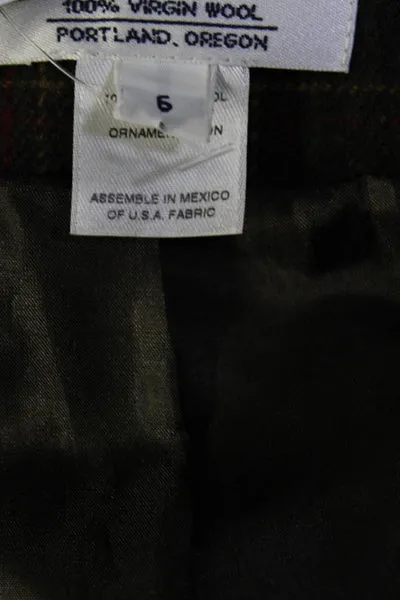 100% VIRGIN WOOL
PORTLAND, OREGON
6
ASSEMBLE IN MEXICO
OF U.S.A. FABRIC